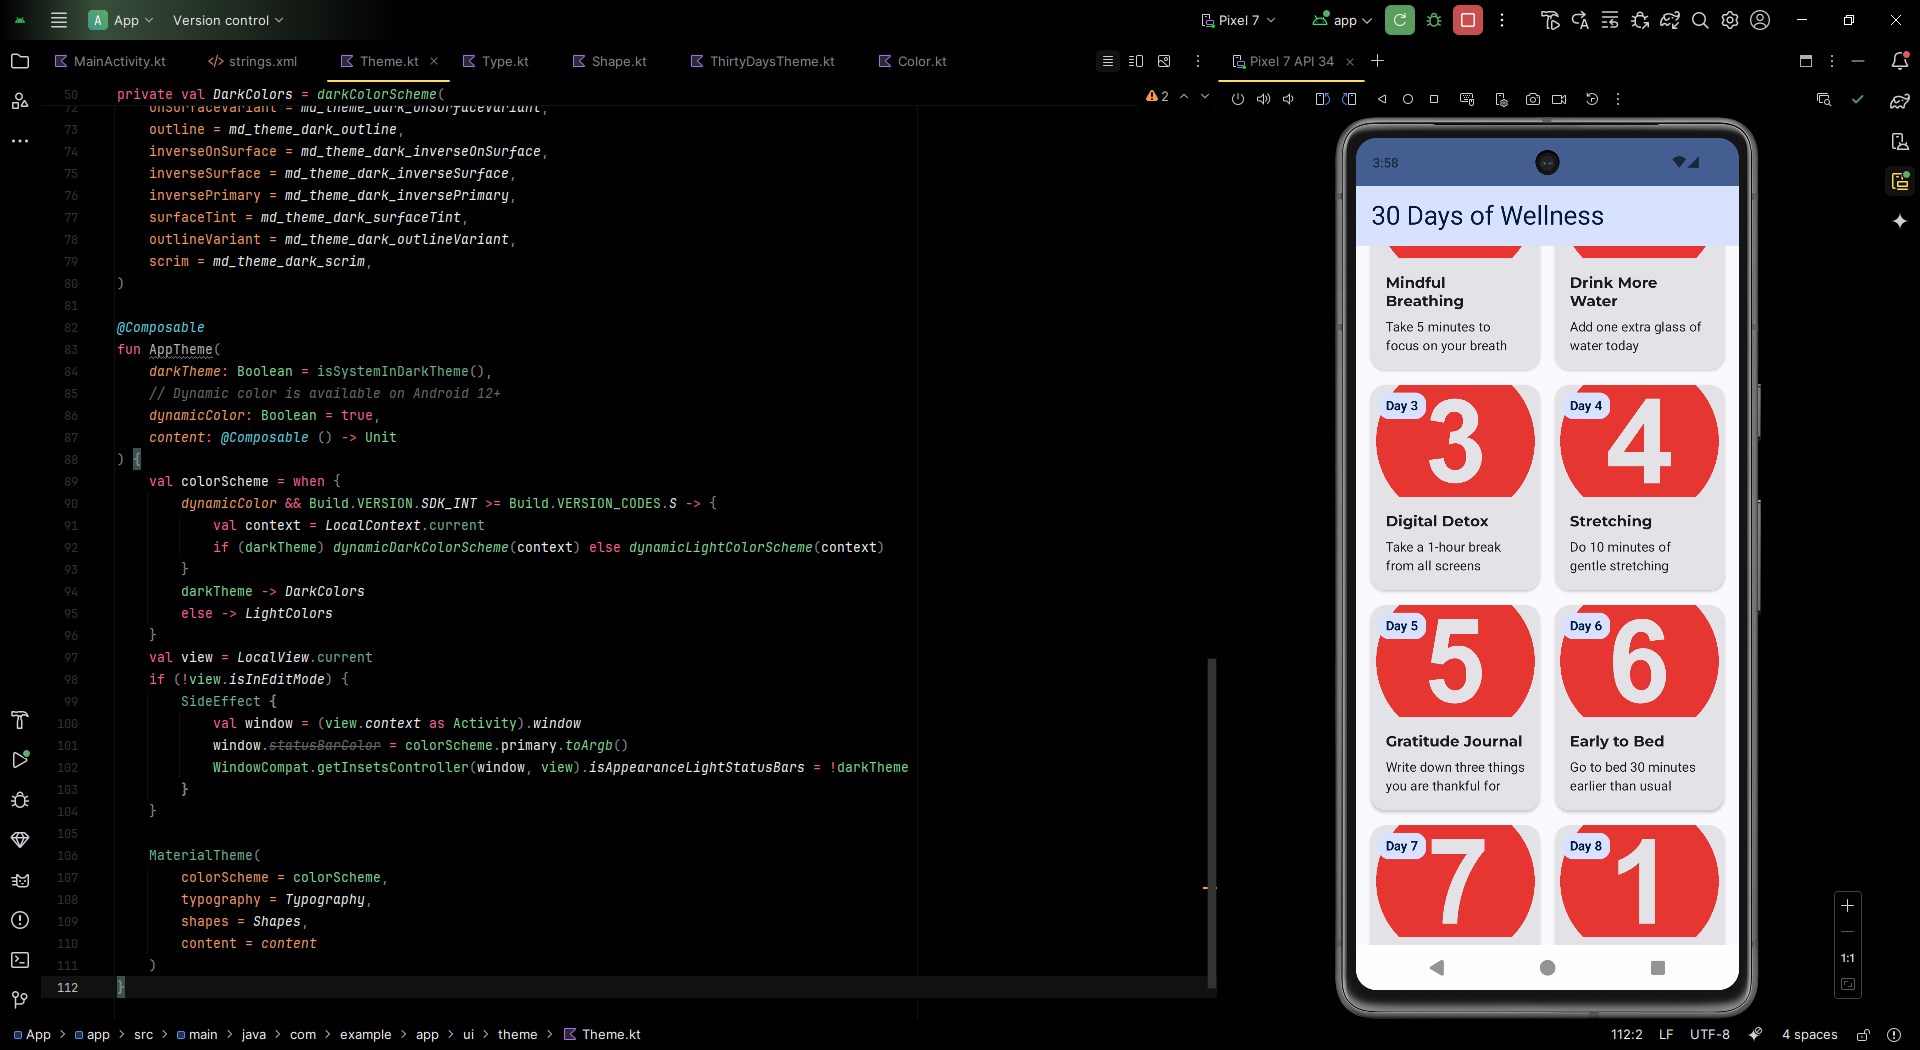 A App Version control Pixel 7 app
MainActivity.kt strings.xml Theme.kt Type.kt Shape.kt ThirtyDaysTheme.kt Color.kt Pixel 7 API 34
50 private val DarkColors = darkColorScheme(
2
72 onSurfaceVariant = md_theme_dark_onSurfaceVariant,
73 outline = md_theme_dark_outline,
74 inverseOnSurface = md_theme_dark_inverseOnSurface,
75 inverseSurface = md_theme_dark_inverseSurface,
76 inversePrimary = md_theme_dark_inversePrimary,
77 surfaceTint = md_theme_dark_surfaceTint,
78 outlineVariant = md_theme_dark_outlineVariant,
79 scrim = md_theme_dark_scrim,
80 )
81
82 @Composable
83 fun AppTheme(
84 darkTheme: Boolean = isSystemInDarkTheme(),
85 // Dynamic color is available on Android 12+
86 dynamicColor: Boolean = true,
87 content: @Composable () -> Unit
88 ) {
89 val colorScheme = when {
90 dynamicColor && Build.VERSION.SDK_INT >= Build.VERSION_CODES.S -> {
91 val context = LocalContext.current
92 if (darkTheme) dynamicDarkColorScheme(context) else dynamicLightColorScheme(context)
93 }
94 darkTheme -> DarkColors
95 else -> LightColors
96 }
97 val view = LocalView.current
98 if (!view.isInEditMode) {
99 SideEffect {
100 val window = (view.context as Activity).window
101 window.statusBarColor = colorScheme.primary.toArgb()
102 WindowCompat.getInsetsController(window, view).isAppearanceLightStatusBars = !darkTheme
103 }
104 }
105
106 MaterialTheme(
107 colorScheme = colorScheme,
108 typography = Typography,
109 shapes = Shapes,
110 content = content
111 )
112 }
3:58
30 Days of Wellness
Mindful
Breathing
Take 5 minutes to
focus on your breath
Drink More
Water
Add one extra glass of
water today
Day 3
3
Digital Detox
Take a 1-hour break
from all screens
Day 4
4
Stretching
Do 10 minutes of
gentle stretching
Day 5
5
Gratitude Journal
Write down three things
you are thankful for
Day 6
6
Early to Bed
Go to bed 30 minutes
earlier than usual
Day 7
7
Day 8
1
1:1
App > app > src > main > java > com > example > app > ui > theme > Theme.kt
112:2 LF UTF-8 4 spaces